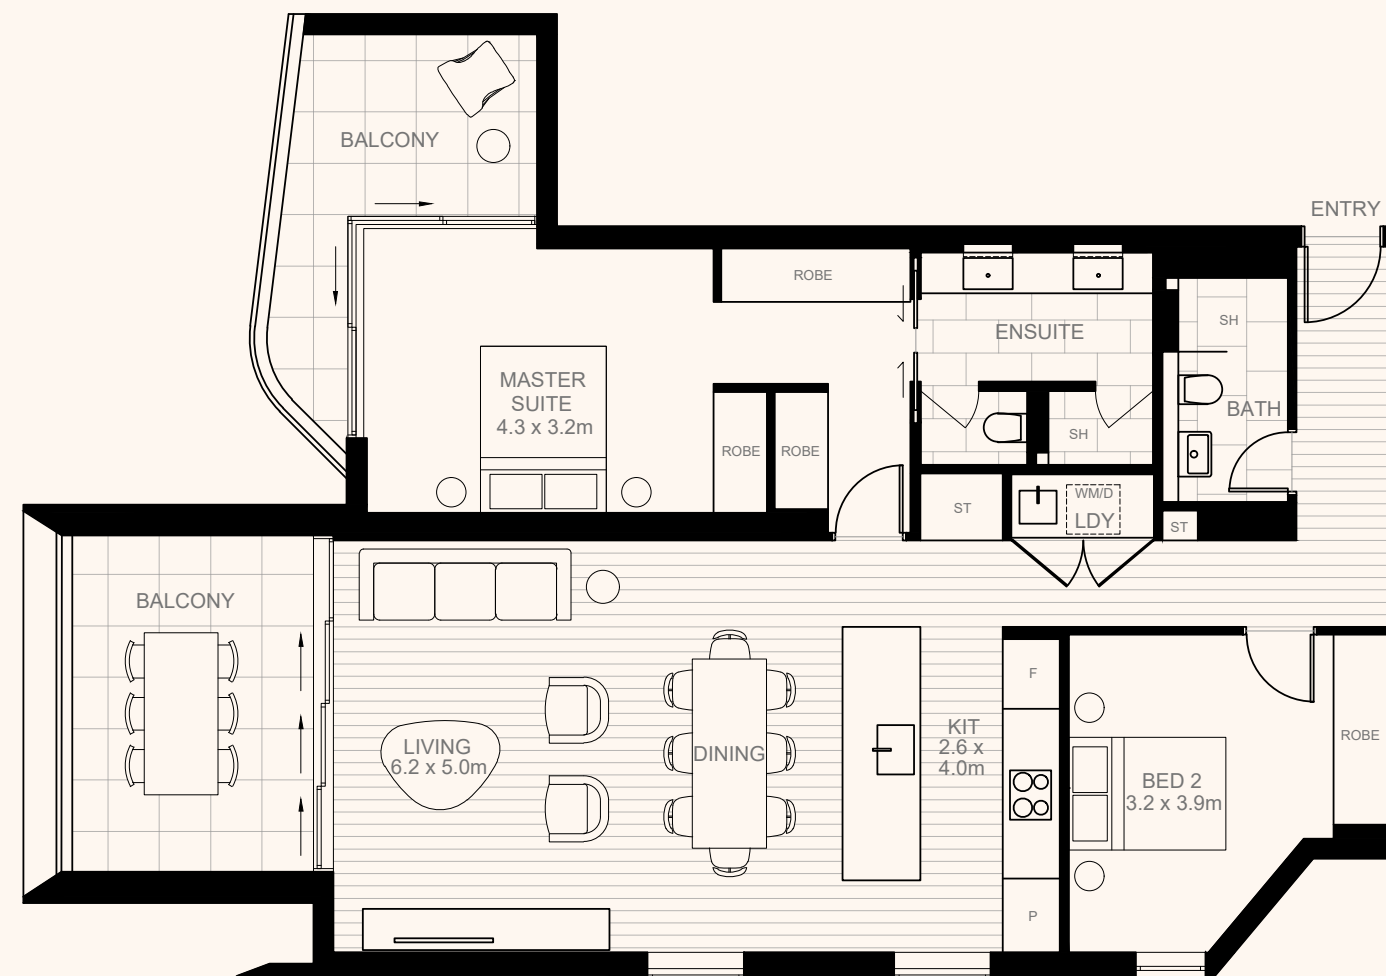 BALCONY
ENTRY
ROBE
SH
ENSUITE
MASTER
SUITE
4.3 x 3.2m
BATH
SH
ROBE
ROBE
WM/D
ST
LDY
ST
BALCONY
F
KIT
2.6 x
4.0m
ROBE
LIVING
6.2 x 5.0m
DINING
BED 2
3.2 x 3.9m
P